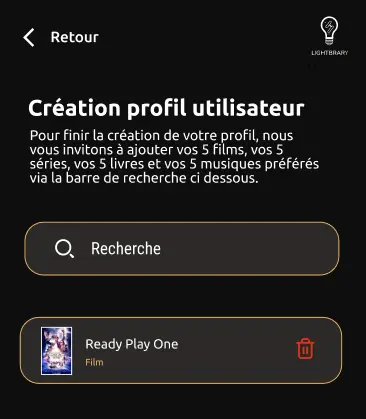 Retour
LIGHTBRARY
Création profil utilisateur
Pour finir la création de votre profil, nous
vous invitons à ajouter vos 5 films, vos 5
séries, vos 5 livres et vos 5 musiques préférés
via la barre de recherche ci dessous.
Recherche
Ready Play One
Film